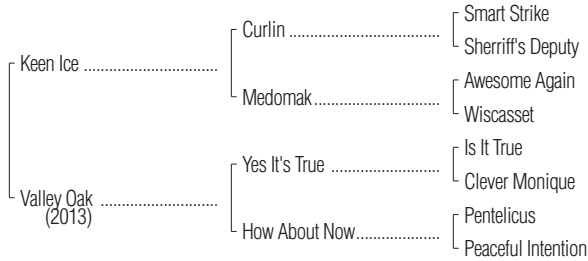 Smart Strike
Curlin ........................................
Sherriff's Deputy
Keen Ice ....................................
Awesome Again
Medomak................................
Wiscasset
Is It True
Yes It's True ............................
Clever Monique
Valley Oak ...............................
(2013)
Pentelicus
How About Now......................
Peaceful Intention